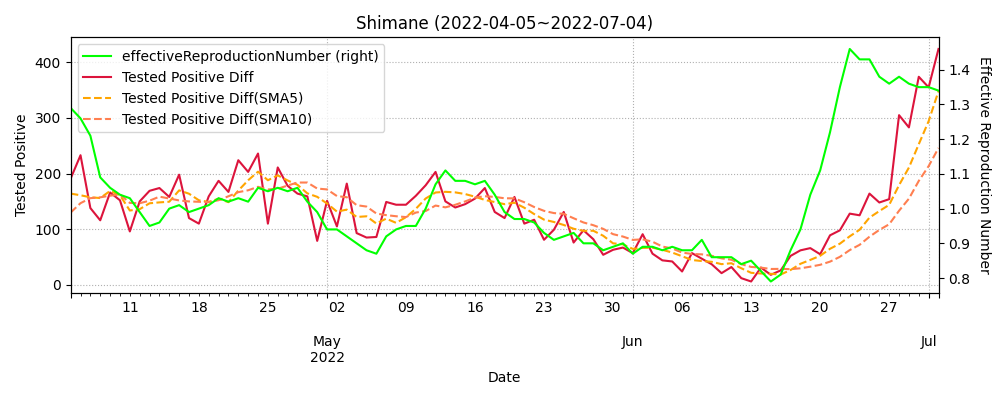 Shimane (2022-04-05~2022-07-04)
effectiveReproductionNumber (right)
Tested Positive Diff
Tested Positive Diff(SMA5)
Tested Positive Diff(SMA10)
Tested Positive
400
300
200
100
0
1.4
1.3
1.2
1.1
1.0
0.9
0.8
Effective Reproduction Number
11 18 25 02 09 16 23 30 06 13 20 27
May Jun Jul
2022
Date